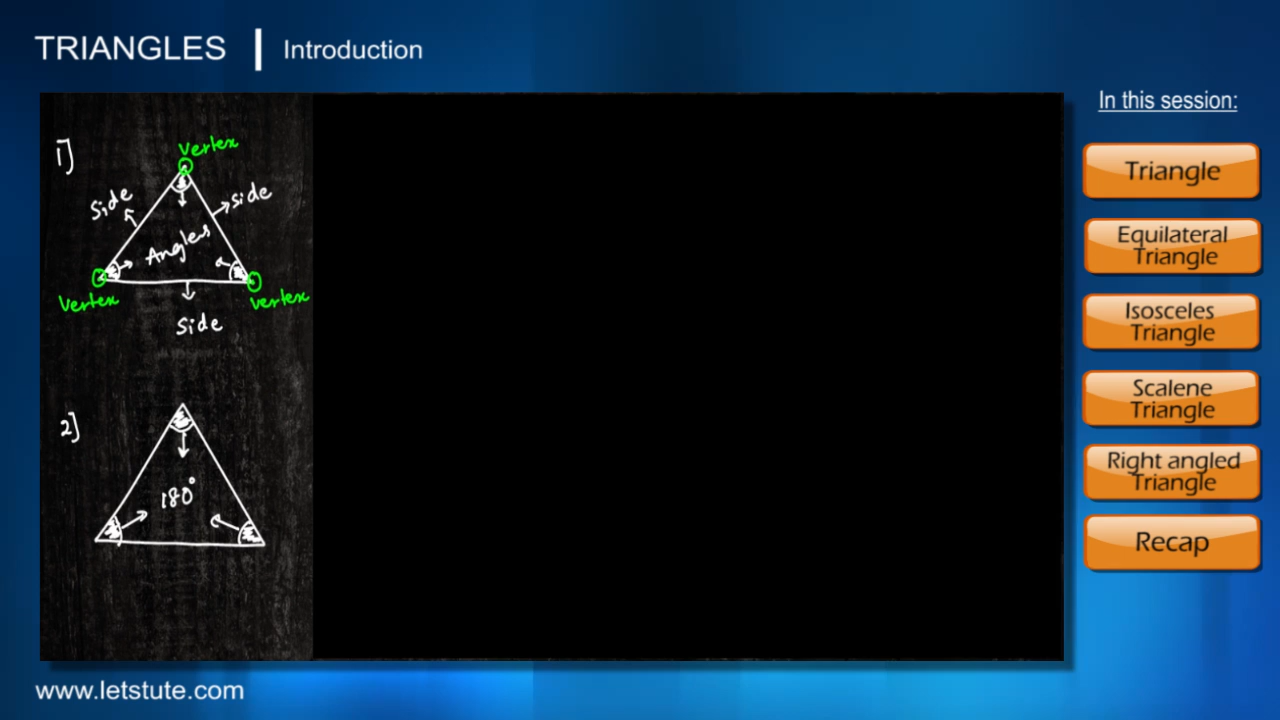 TRIANGLES | Introduction
In this session:
1]
Vertex
Side
Side
Angles
Vertex
Vertex
Side
2]
180°
Triangle
Equilateral
Triangle
Isosceles
Triangle
Scalene
Triangle
Right angled
Triangle
Recap
www.letstute.com